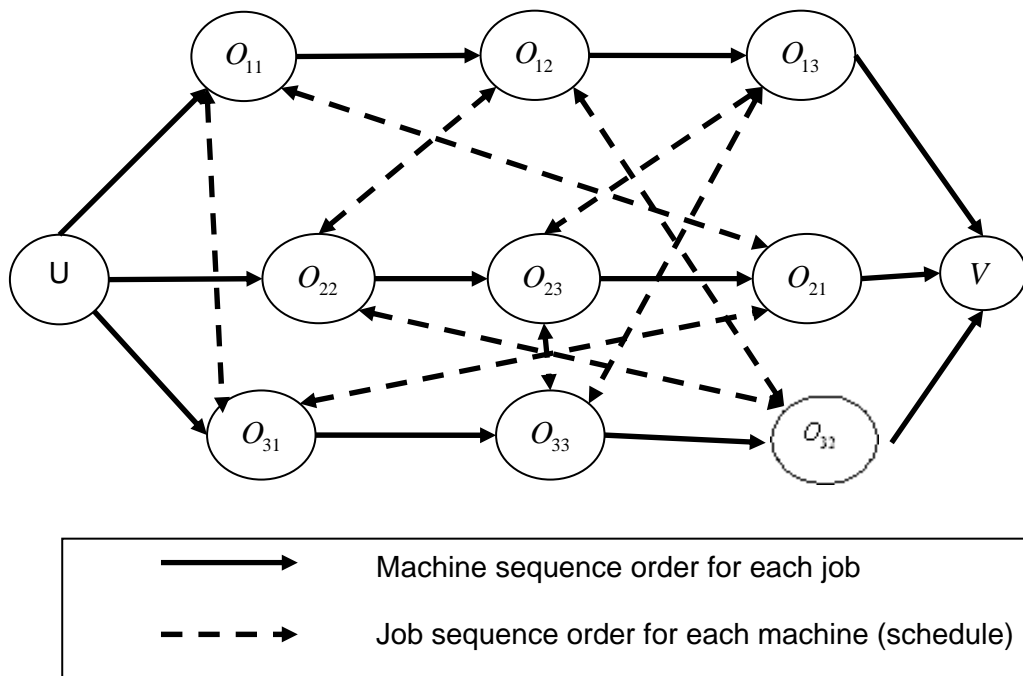 O₁₁ O₁₂ O₁₃
U O₂₂ O₂₃ O₂₁ V
O₃₁ O₃₃ O₃₂
Machine sequence order for each job
Job sequence order for each machine (schedule)